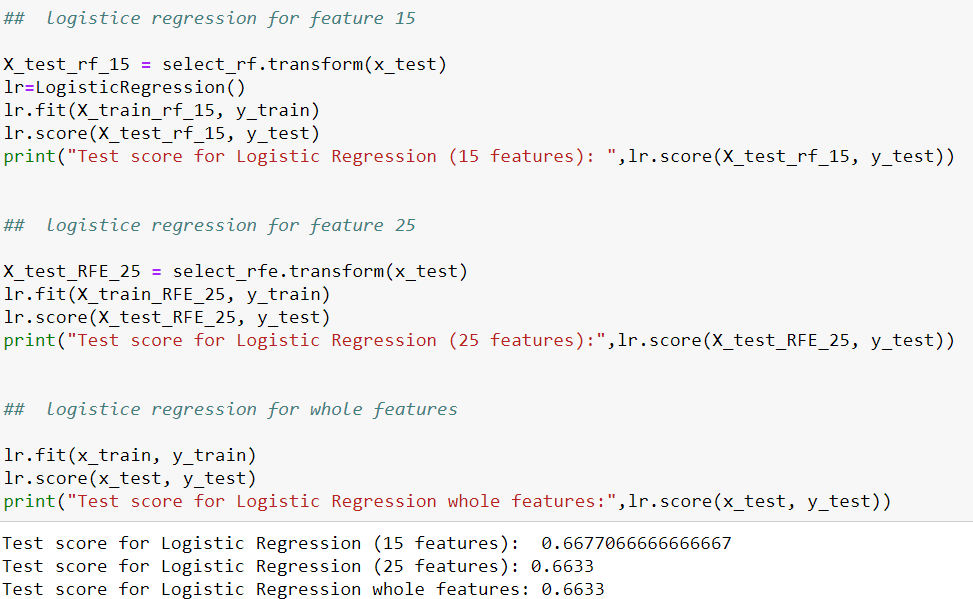 ##  logistice regression for feature 15
X_test_rf_15 = select_rf.transform(x_test)
lr=LogisticRegression()
lr.fit(X_train_rf_15, y_train)
lr.score(X_test_rf_15, y_test)
print("Test score for Logistic Regression (15 features): ",lr.score(X_test_rf_15, y_test))
##  logistice regression for feature 25
X_test_RFE_25 = select_rfe.transform(x_test)
lr.fit(X_train_RFE_25, y_train)
lr.score(X_test_RFE_25, y_test)
print("Test score for Logistic Regression (25 features):",lr.score(X_test_RFE_25, y_test))
##  logistice regression for whole features
lr.fit(x_train, y_train)
lr.score(x_test, y_test)
print("Test score for Logistic Regression whole features:",lr.score(x_test, y_test))
Test score for Logistic Regression (15 features):  0.6677066666666667
Test score for Logistic Regression (25 features): 0.6633
Test score for Logistic Regression whole features: 0.6633